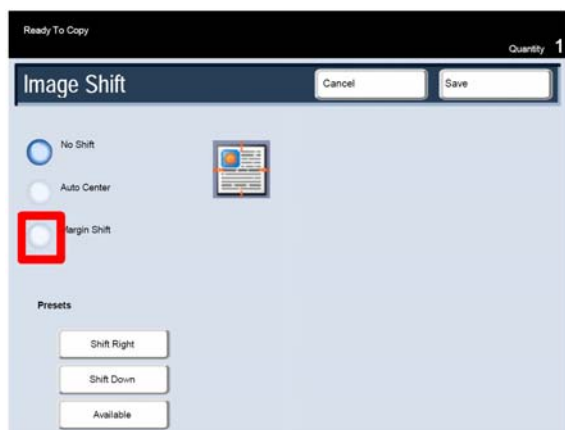 Ready To Copy
Quantity 1
Image Shift
Cancel
Save
No Shift
Auto Center
Margin Shift
Presets
Shift Right
Shift Down
Available